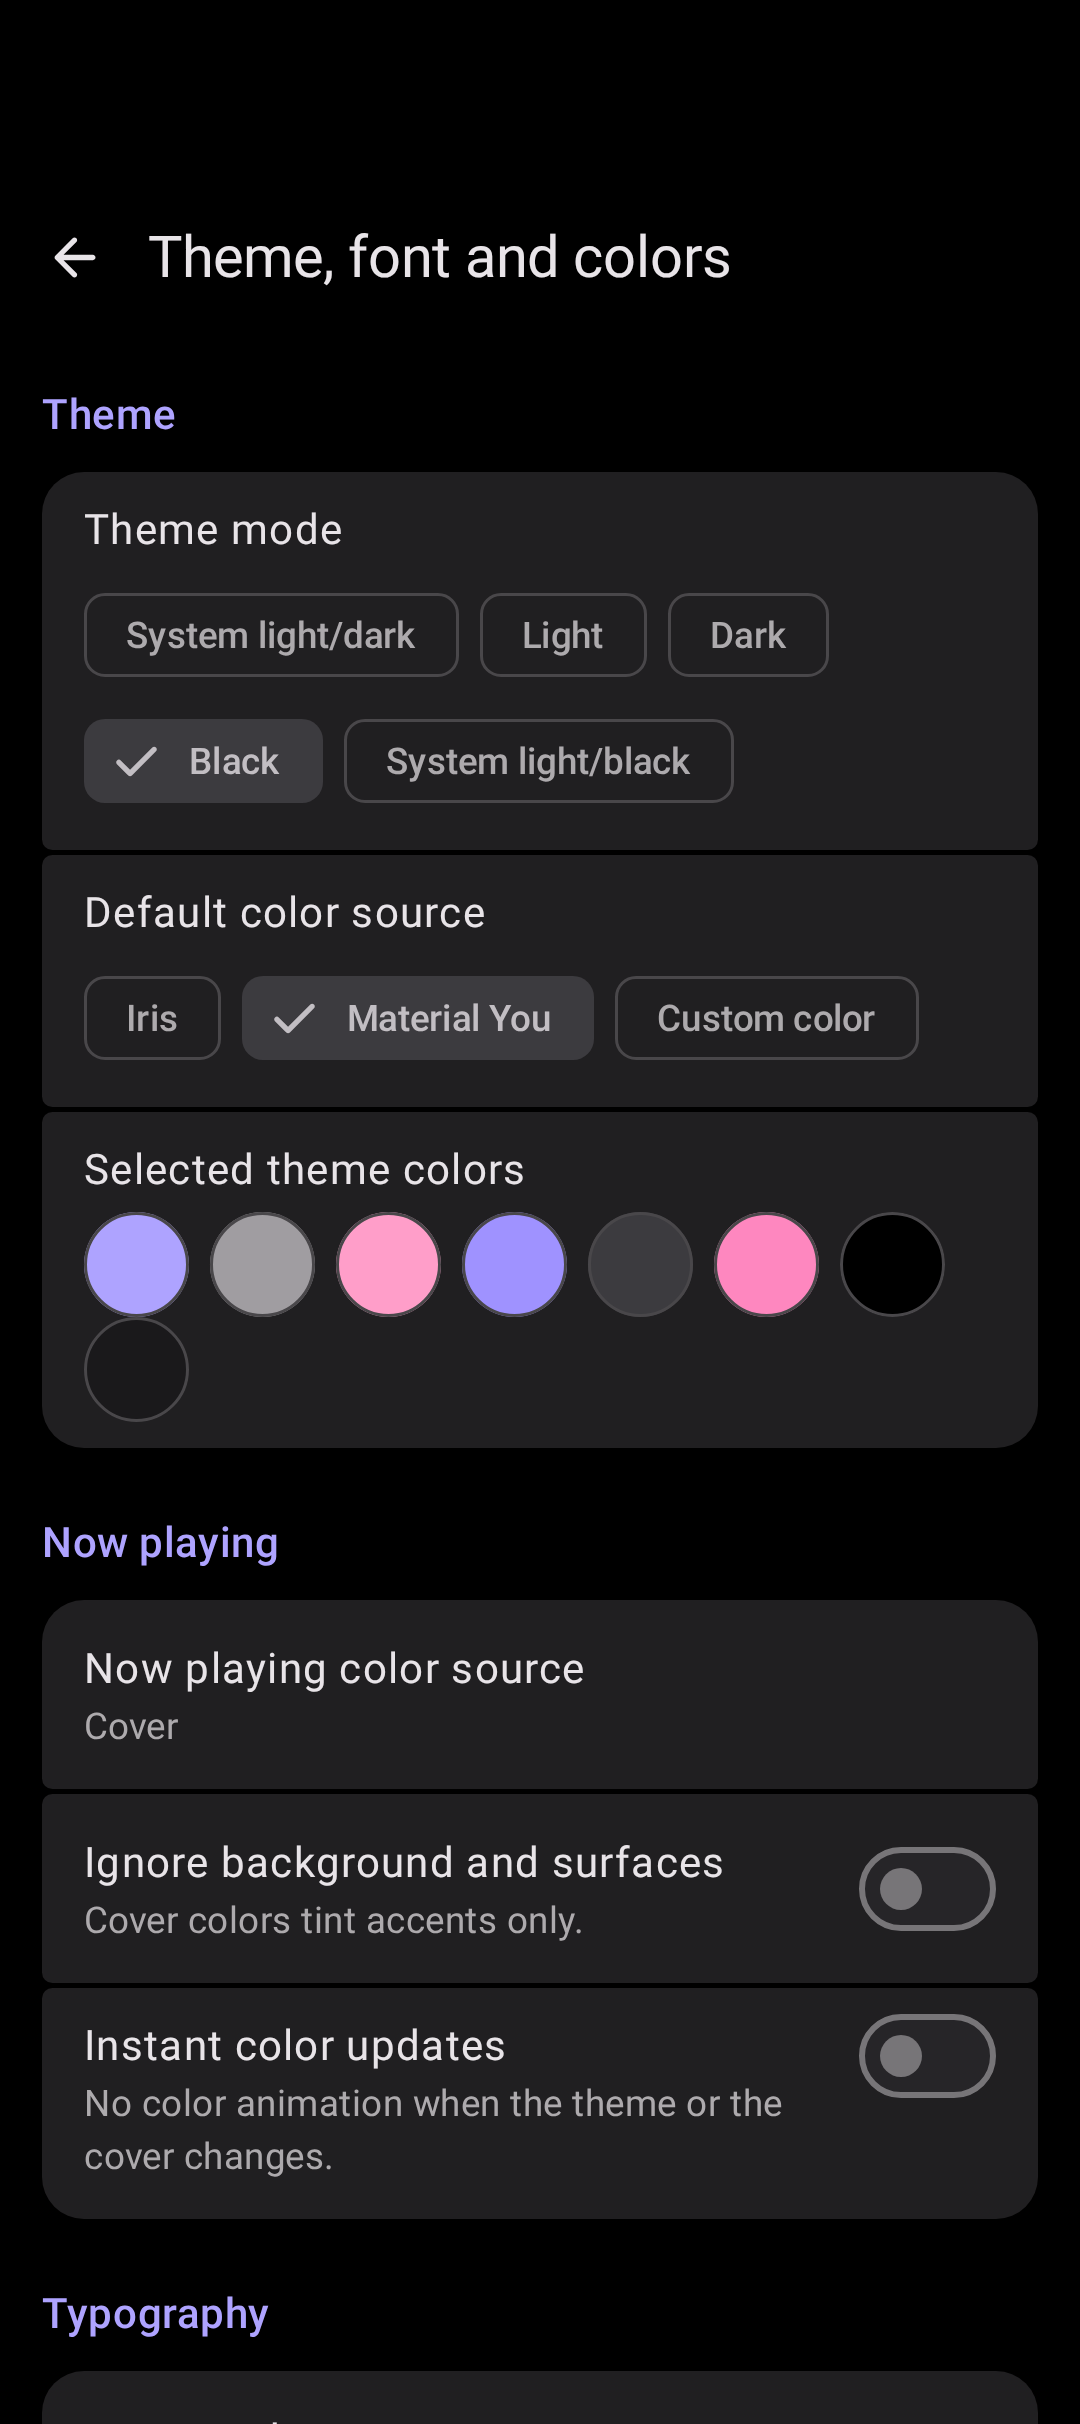 Theme, font and colors
Theme
Theme mode
System light/dark
Light
Dark
Black
System light/black
Default color source
Iris
Material You
Custom color
Selected theme colors
Now playing
Now playing color source
Cover
Ignore background and surfaces
Cover colors tint accents only.
Instant color updates
No color animation when the theme or the
cover changes.
Typography